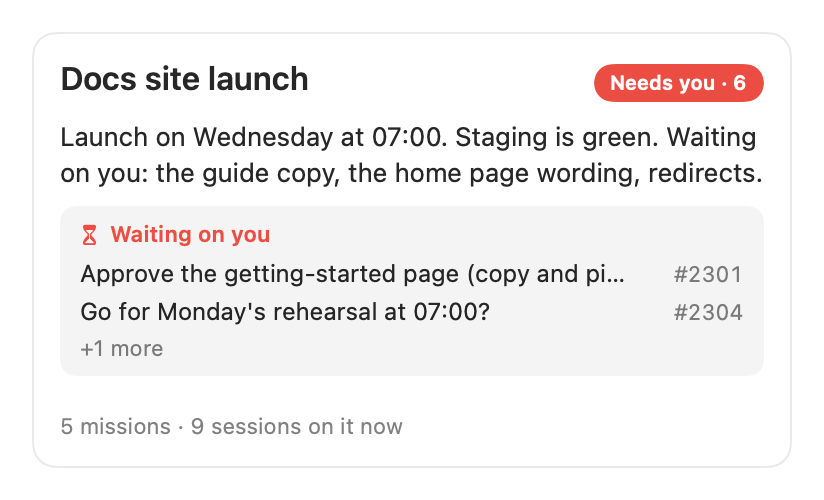 Docs site launch
Needs you · 6
Launch on Wednesday at 07:00. Staging is green. Waiting
on you: the guide copy, the home page wording, redirects.
Waiting on you
Approve the getting-started page (copy and pi... #2301
Go for Monday's rehearsal at 07:00? #2304
+1 more
5 missions · 9 sessions on it now